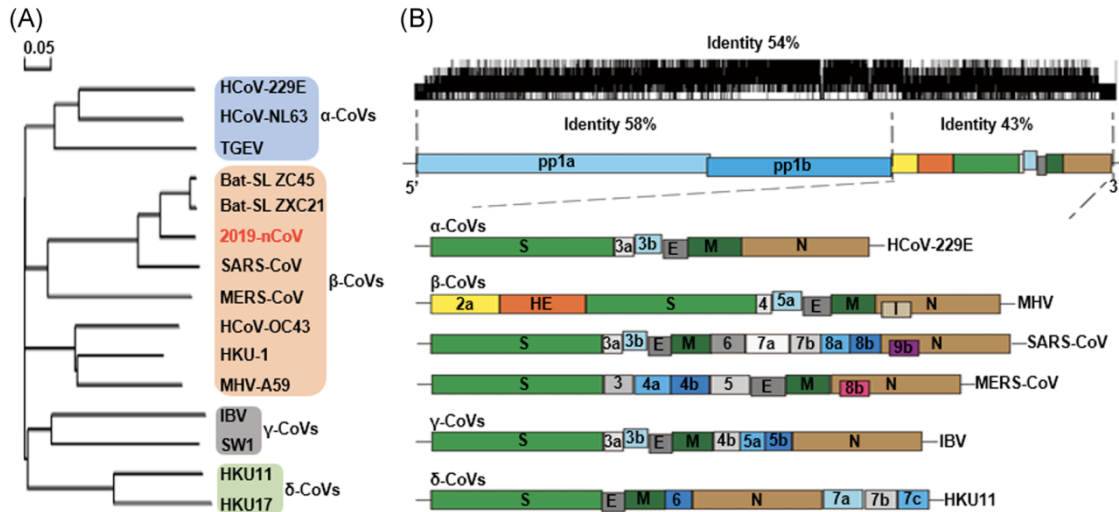 (A)
0.05
HCoV-229E
HCoV-NL63
α-CoVs
TGEV
Bat-SL ZC45
Bat-SL ZXC21
2019-nCoV
SARS-CoV
β-CoVs
MERS-CoV
HCoV-OC43
HKU-1
MHV-A59
IBV
γ-CoVs
SW1
HKU11
δ-CoVs
HKU17
(B)
Identity 54%
Identity 58% Identity 43%
pp1a pp1b
5’ 3
α-CoVs
S 3a 3b E M N HCoV-229E
β-CoVs
2a HE S 4 5a E M I N MHV
S 3a 3b E M 6 7a 7b 8a 8b 9b N SARS-CoV
S 3 4a 4b 5 E M 8b N MERS-CoV
γ-CoVs
S 3a 3b E M 4b 5a 5b N IBV
δ-CoVs
S E M 6 N 7a 7b 7c HKU11